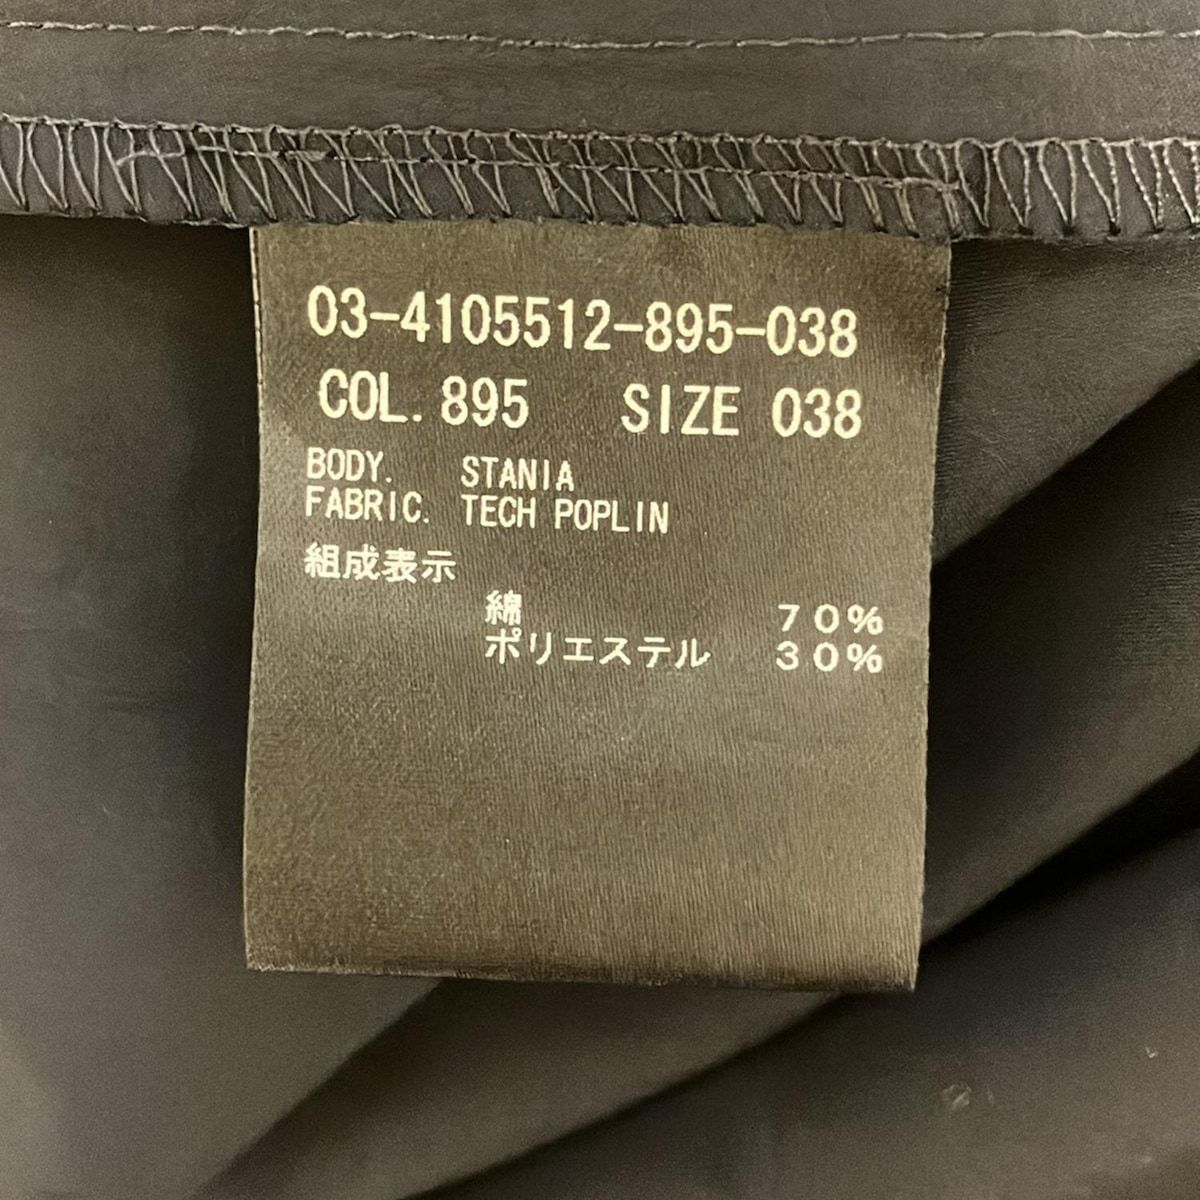 03-4105512-895-038
COL. 895 SIZE 038
BODY. STANIA
FABRIC. TECH POPLIN
組成表示
綿 70%
ポリエステル 30%